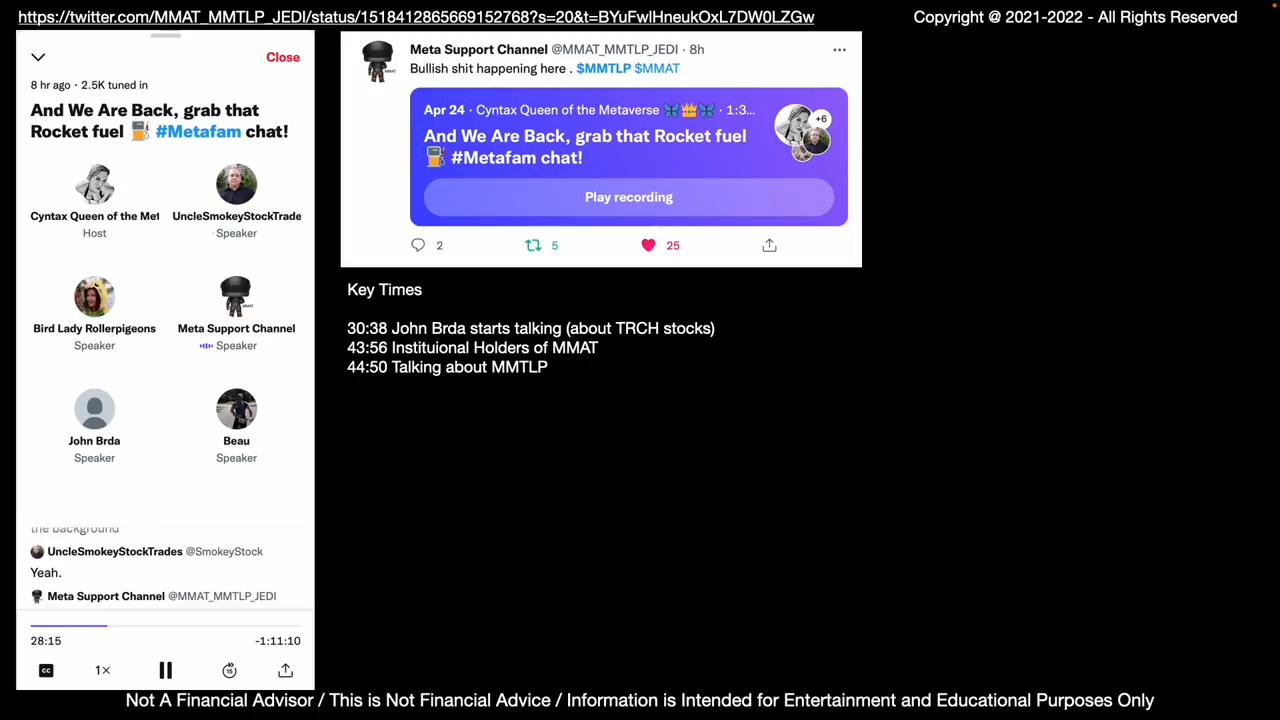 https://twitter.com/MMAT_MMTLP_JEDI/status/1518412865669152768?s=20&t=BYuFwlHneukOxL7DW0LZGw
Copyright @ 2021-2022 - All Rights Reserved
Close
8 hr ago · 2.5K tuned in
And We Are Back, grab that
Rocket fuel ⛽ #Metafam chat!
Cyntax Queen of the Met
Host
UncleSmokeyStockTrade
Speaker
Bird Lady Rollerpigeons
Speaker
Meta Support Channel
Speaker
John Brda
Speaker
Beau
Speaker
the background
UncleSmokeyStockTrades @SmokeyStock
Yeah.
Meta Support Channel @MMAT_MMTLP_JEDI
28:15
-1:11:10
CC
1×
15
Meta Support Channel @MMAT_MMTLP_JEDI · 8h
Bullish shit happening here . $MMTLP $MMAT
Apr 24 · Cyntax Queen of the Metaverse 🦋👑🦋 · 1:3...
+6
And We Are Back, grab that Rocket fuel
⛽ #Metafam chat!
Play recording
2
5
25
Key Times
30:38 John Brda starts talking (about TRCH stocks)
43:56 Instituional Holders of MMAT
44:50 Talking about MMTLP
Not A Financial Advisor / This is Not Financial Advice / Information is Intended for Entertainment and Educational Purposes Only